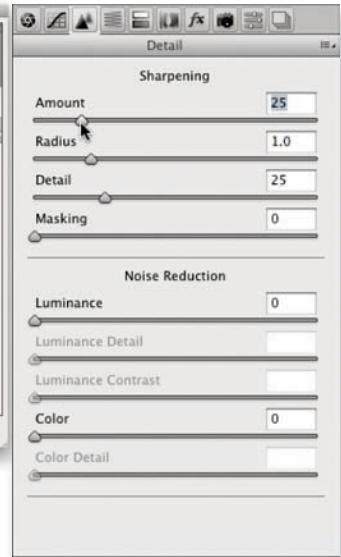 fx
Detail
Sharpening
Amount 25
Radius 1.0
Detail 25
Masking 0
Noise Reduction
Luminance 0
Luminance Detail
Luminance Contrast
Color 0
Color Detail